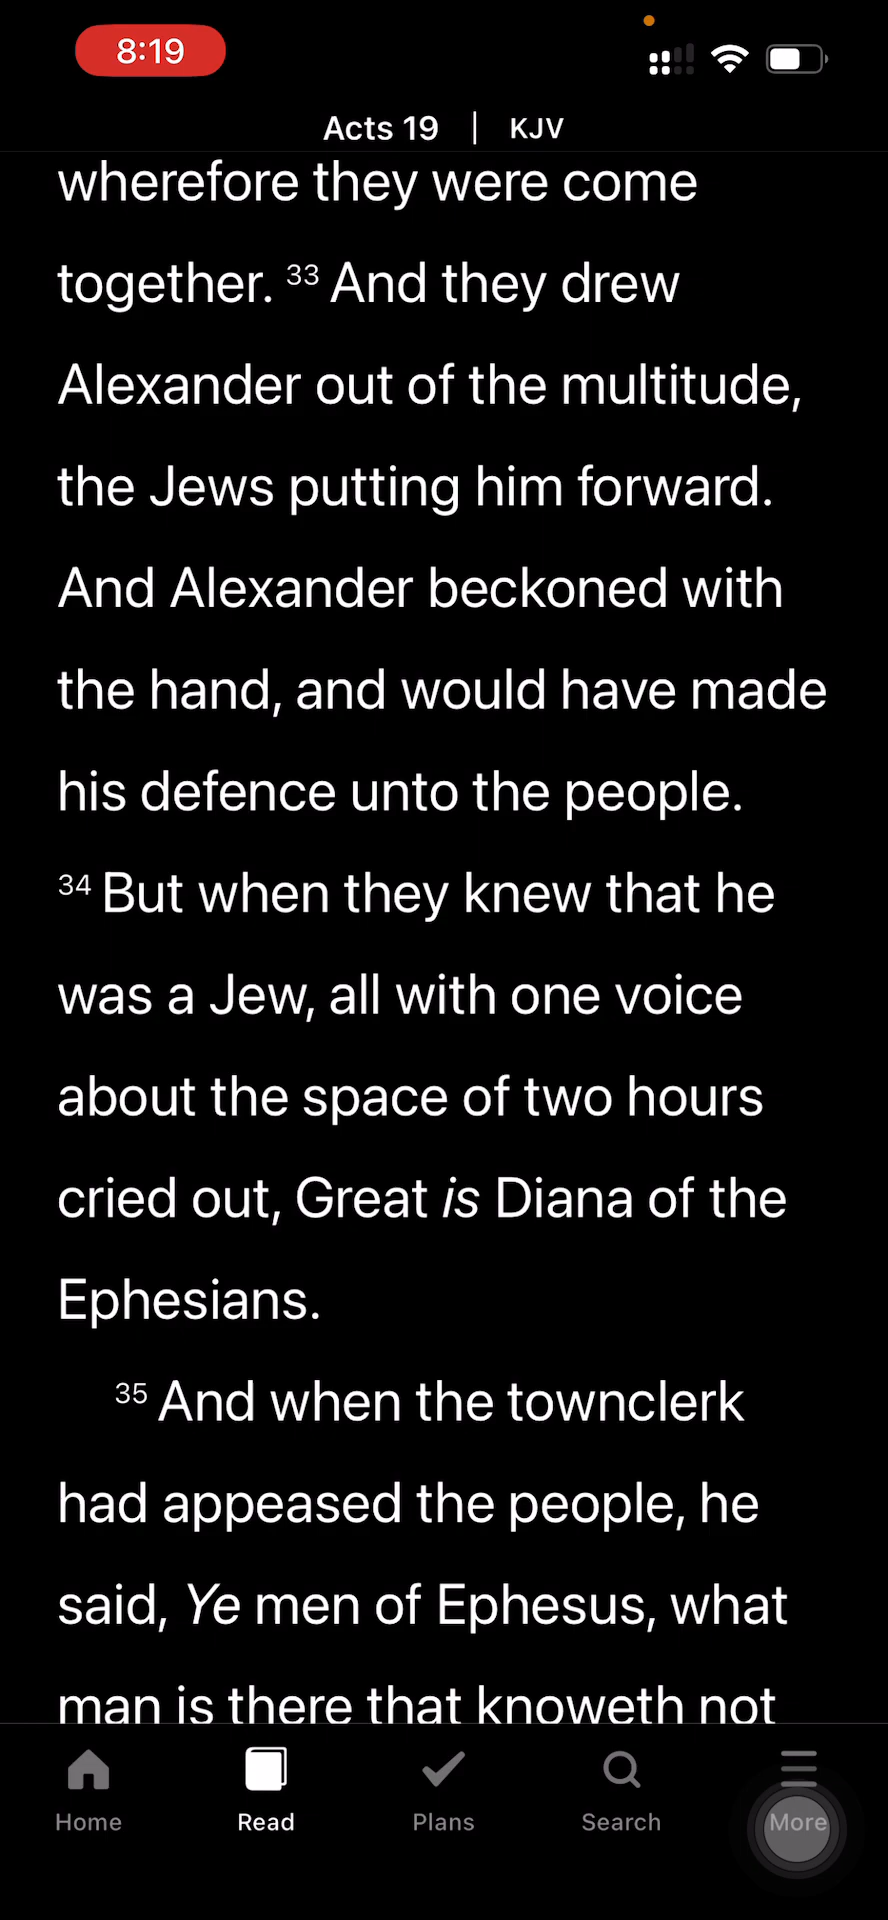 8:19
Acts 19 | KJV
wherefore they were come
together. 33 And they drew
Alexander out of the multitude,
the Jews putting him forward.
And Alexander beckoned with
the hand, and would have made
his defence unto the people.
34 But when they knew that he
was a Jew, all with one voice
about the space of two hours
cried out, Great is Diana of the
Ephesians.
35 And when the townclerk
had appeased the people, he
said, Ye men of Ephesus, what
man is there that knoweth not
Home Read Plans Search More